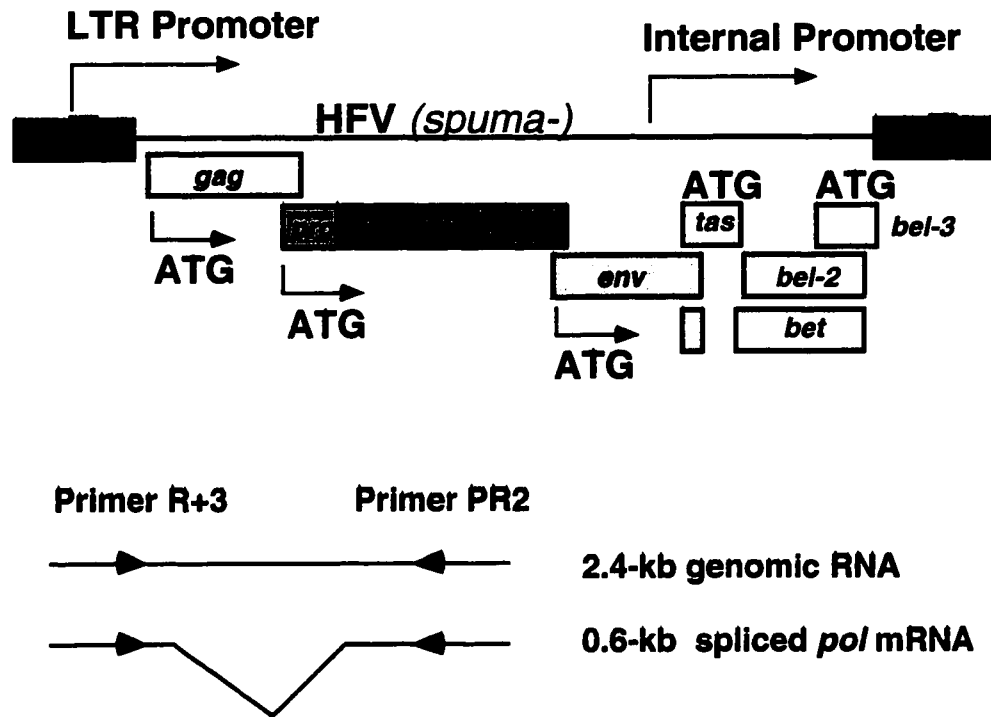 LTR Promoter
Internal Promoter
HFV (spuma-)
gag
ATG
ATG
tas
bel-3
ATG
env
bel-2
ATG
bet
ATG
Primer R+3
Primer PR2
2.4-kb genomic RNA
0.6-kb spliced pol mRNA